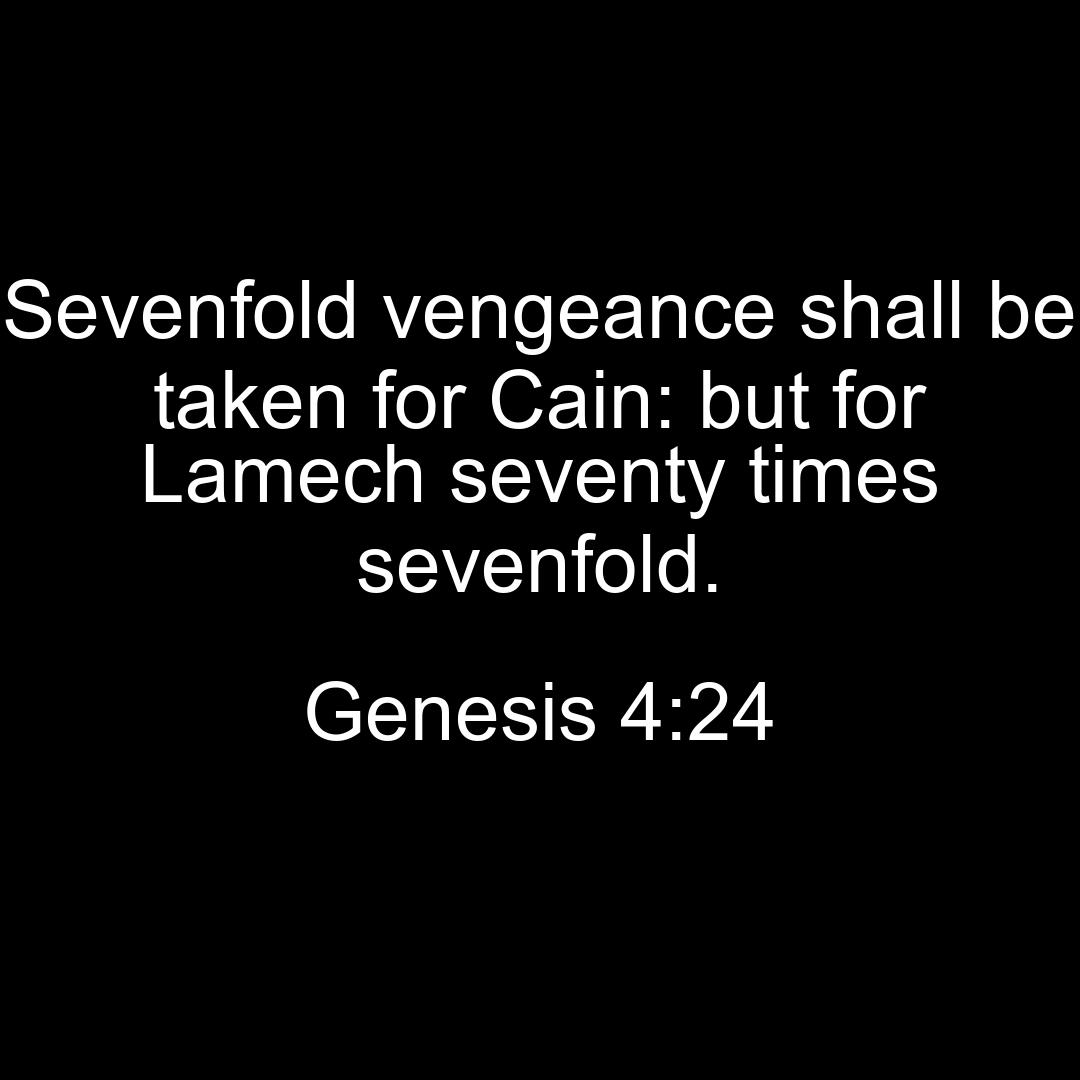 Sevenfold vengeance shall be
taken for Cain: but for
Lamech seventy times
sevenfold.
Genesis 4:24